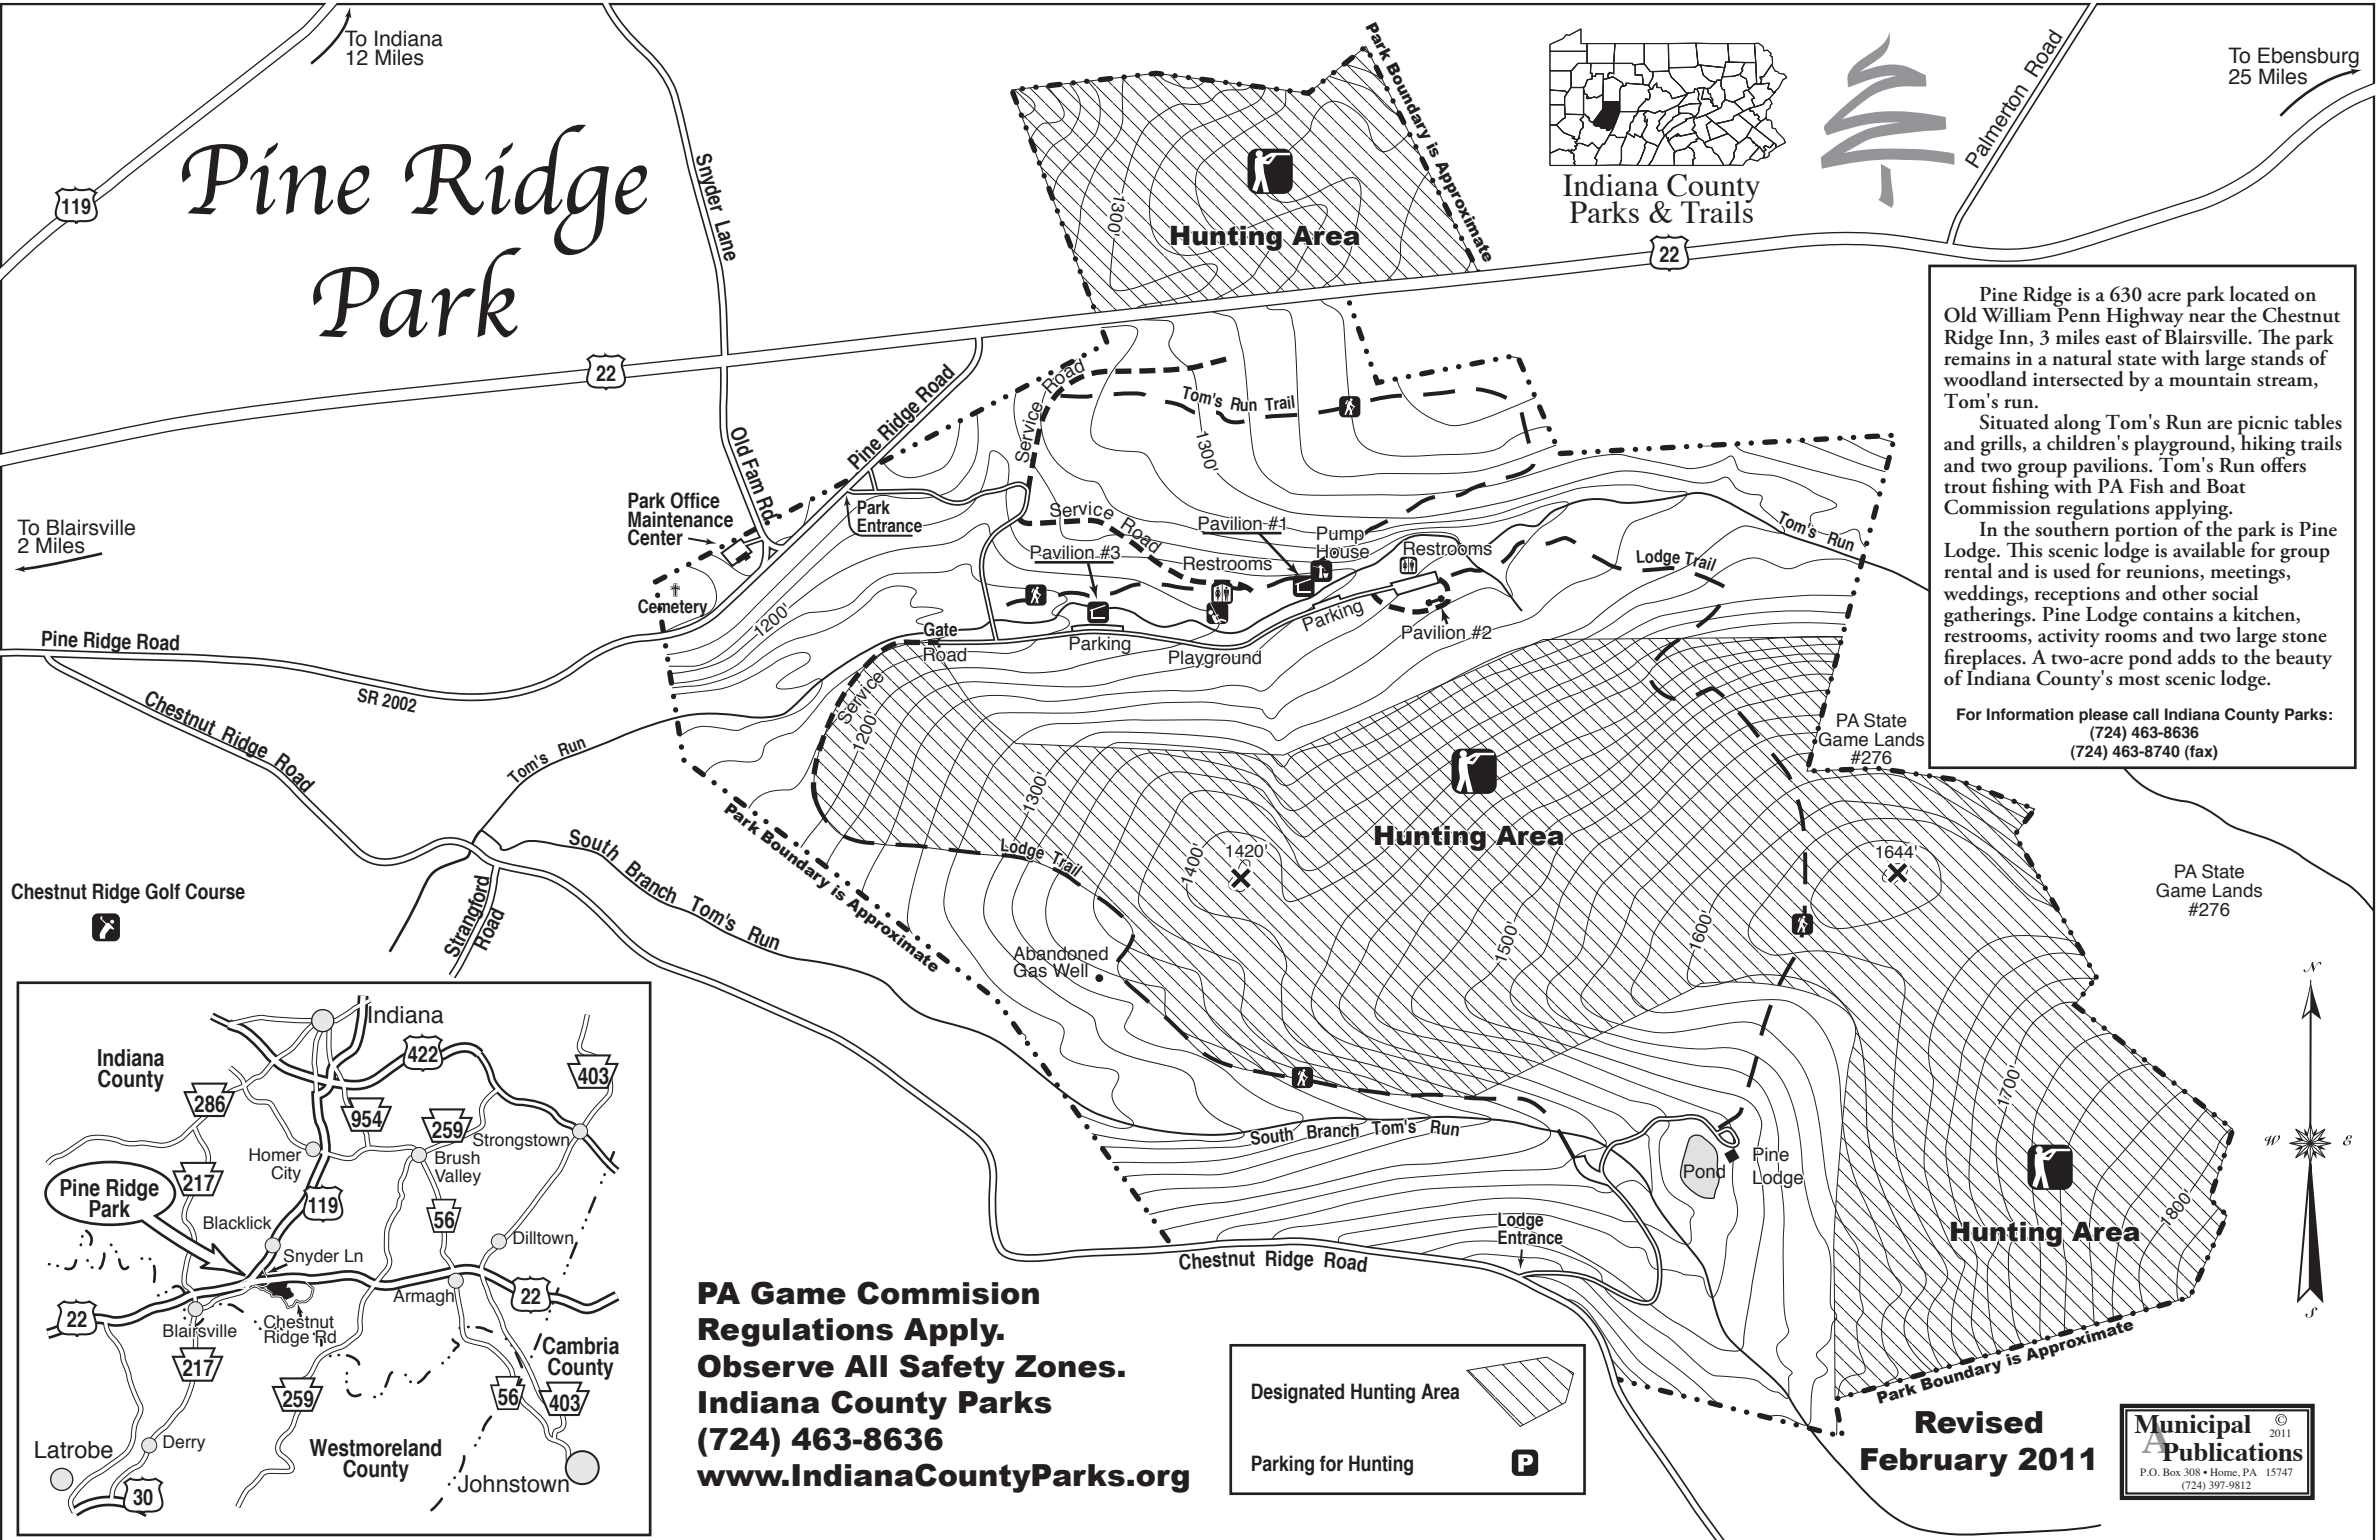 To Indiana
12 Miles
119
Pine Ridge
Park
Snyder Lane
Park Boundary is Approximate
1300'
Hunting Area
Indiana County
Parks & Trails
Palmerton Road
To Ebensburg
25 Miles
22
22
Pine Ridge is a 630 acre park located on
Old William Penn Highway near the Chestnut
Ridge Inn, 3 miles east of Blairsville. The park
remains in a natural state with large stands of
woodland intersected by a mountain stream,
Tom's run.
Situated along Tom's Run are picnic tables
and grills, a children's playground, hiking trails
and two group pavilions. Tom's Run offers
trout fishing with PA Fish and Boat
Commission regulations applying.
In the southern portion of the park is Pine
Lodge. This scenic lodge is available for group
rental and is used for reunions, meetings,
weddings, receptions and other social
gatherings. Pine Lodge contains a kitchen,
restrooms, activity rooms and two large stone
fireplaces. A two-acre pond adds to the beauty
of Indiana County's most scenic lodge.
For Information please call Indiana County Parks:
(724) 463-8636
(724) 463-8740 (fax)
Service Road
Tom's Run Trail
1300'
Pine Ridge Road
Old Fam Rd
Park Office
Maintenance
Center
Park
Entrance
Service Road
Pavilion #1
Pump
House
Restrooms
Pavilion #3
Restrooms
Tom's Run
Lodge Trail
To Blairsville
2 Miles
Cemetery
1200'
Gate
Road
Service
Parking
Playground
Parking
Pavilion #2
Pine Ridge Road
SR 2002
Chestnut Ridge Road
Tom's Run
1200'
1300'
PA State
Game Lands
#276
Park Boundary is Approximate
Lodge Trail
1400'
1420'
Hunting Area
1644'
1500'
1600'
PA State
Game Lands
#276
South Branch Tom's Run
Strangford
Road
Chestnut Ridge Golf Course
Abandoned
Gas Well
South Branch Tom's Run
Pond
Pine
Lodge
Lodge
Entrance
Chestnut Ridge Road
1700'
1800'
Hunting Area
Park Boundary is Approximate
N
W
E
S
Indiana
Indiana
County
422
403
286
954
259
Strongstown
Homer
City
Brush
Valley
217
Pine Ridge
Park
119
56
Blacklick
Dilltown
Snyder Ln
Armagh
22
22
Blairsville
Chestnut
Ridge Rd
217
Cambria
County
259
56
403
Latrobe
Derry
Westmoreland
County
Johnstown
30
PA Game Commision
Regulations Apply.
Observe All Safety Zones.
Indiana County Parks
(724) 463-8636
www.IndianaCountyParks.org
Designated Hunting Area
Parking for Hunting
P
Revised
February 2011
Municipal ©
2011
A Publications
P.O. Box 308 • Home, PA 15747
(724) 397-9812